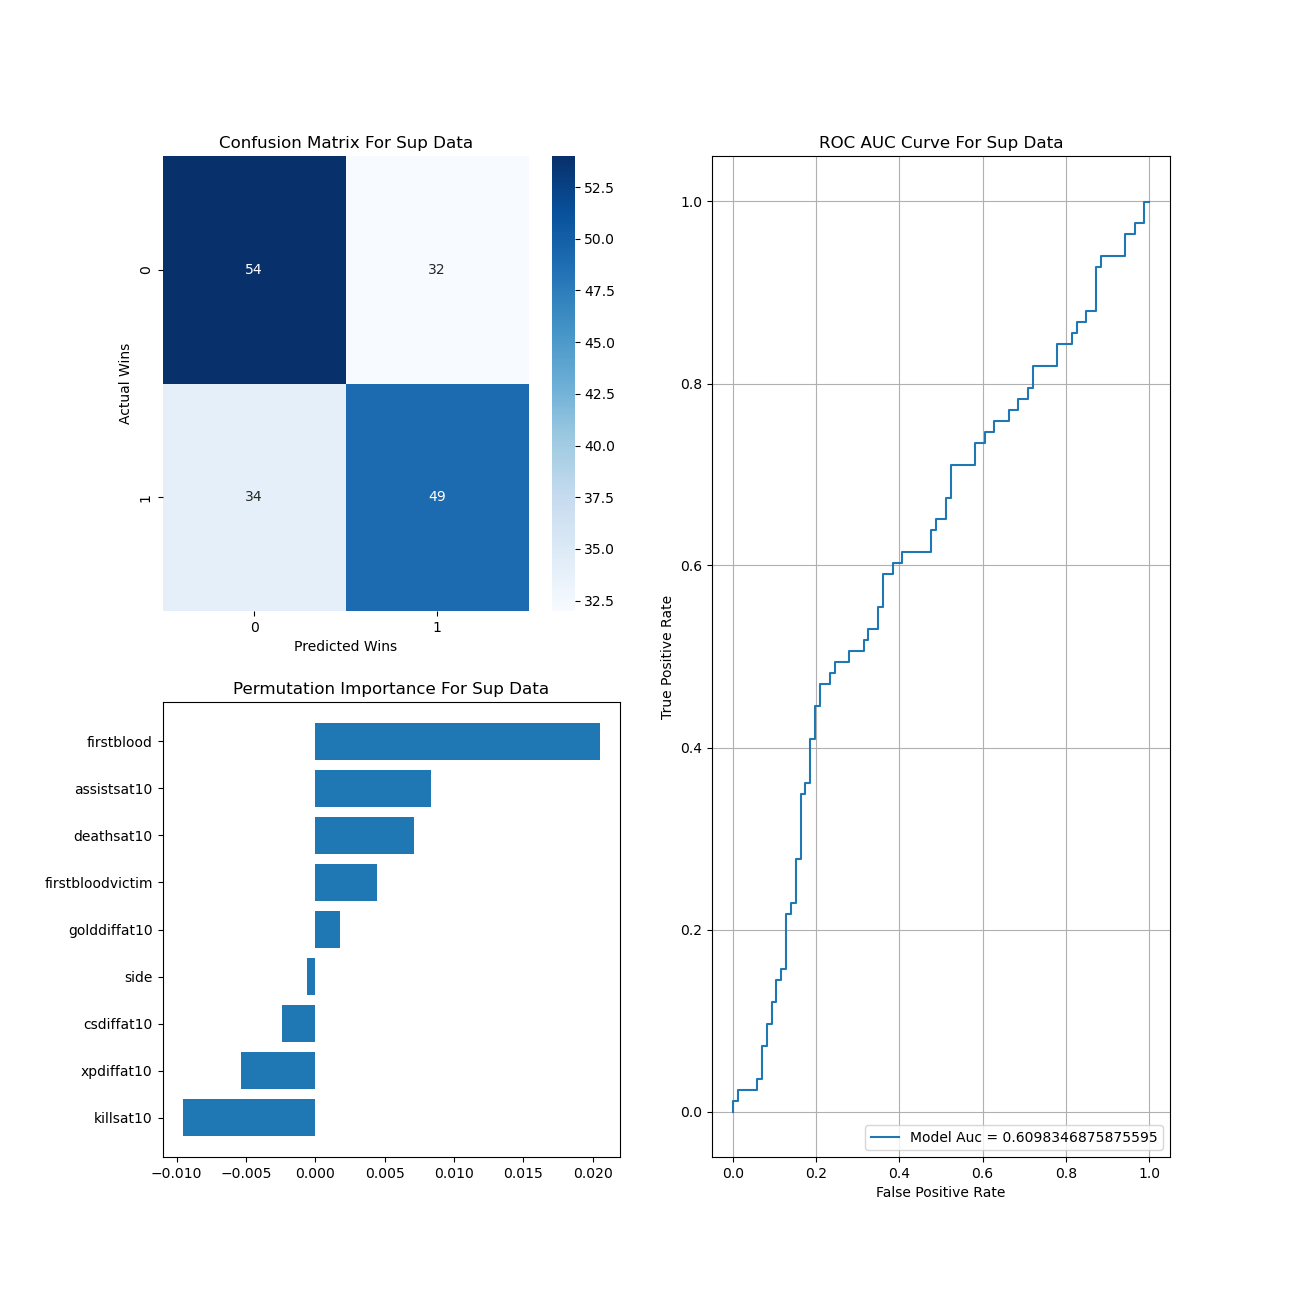 Confusion Matrix For Sup Data
54 32
34 49
0
1
Actual Wins
0 1
Predicted Wins
52.5
50.0
47.5
45.0
42.5
40.0
37.5
35.0
32.5
Permutation Importance For Sup Data
firstblood
assistsat10
deathsat10
firstbloodvictim
golddiffat10
side
csdiffat10
xpdiffat10
killsat10
−0.010 −0.005 0.000 0.005 0.010 0.015 0.020
ROC AUC Curve For Sup Data
1.0
0.8
0.6
0.4
0.2
0.0
True Positive Rate
Model Auc = 0.6098346875875595
0.0 0.2 0.4 0.6 0.8 1.0
False Positive Rate